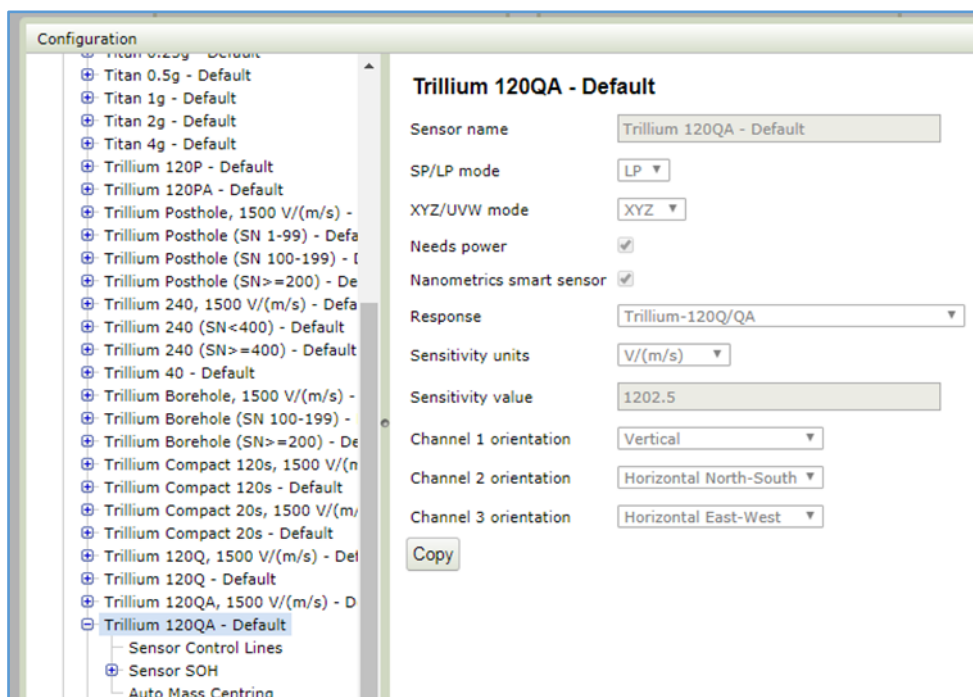 Configuration
Titan 0.25g - Default
Titan 0.5g - Default
Titan 1g - Default
Titan 2g - Default
Titan 4g - Default
Trillium 120P - Default
Trillium 120PA - Default
Trillium Posthole, 1500 V/(m/s) -
Trillium Posthole (SN 1-99) - Defa
Trillium Posthole (SN 100-199) - D
Trillium Posthole (SN>=200) - De
Trillium 240, 1500 V/(m/s) - Defa
Trillium 240 (SN<400) - Default
Trillium 240 (SN>=400) - Default
Trillium 40 - Default
Trillium Borehole, 1500 V/(m/s) -
Trillium Borehole (SN 100-199) -
Trillium Borehole (SN>=200) - De
Trillium Compact 120s, 1500 V/(m
Trillium Compact 120s - Default
Trillium Compact 20s, 1500 V/(m/
Trillium Compact 20s - Default
Trillium 120Q, 1500 V/(m/s) - Def
Trillium 120Q - Default
Trillium 120QA, 1500 V/(m/s) - D
Trillium 120QA - Default
Sensor Control Lines
Sensor SOH
Auto Mass Centring
Trillium 120QA - Default
Sensor name Trillium 120QA - Default
SP/LP mode LP
XYZ/UVW mode XYZ
Needs power
Nanometrics smart sensor
Response Trillium-120Q/QA
Sensitivity units V/(m/s)
Sensitivity value 1202.5
Channel 1 orientation Vertical
Channel 2 orientation Horizontal North-South
Channel 3 orientation Horizontal East-West
Copy